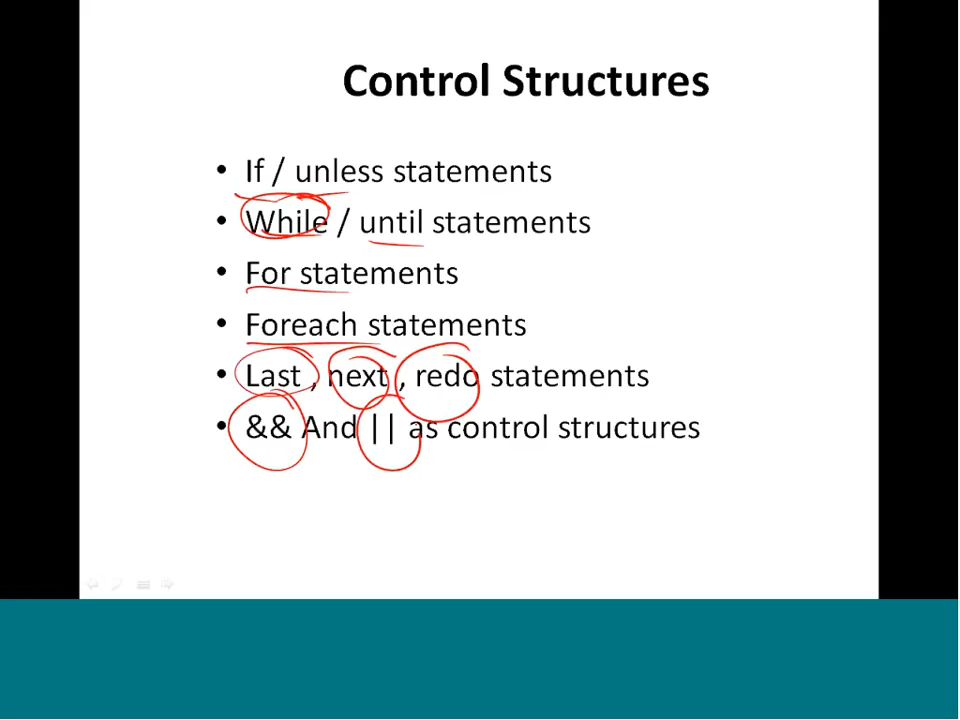 Control Structures
• If / unless statements
• While / until statements
• For statements
• Foreach statements
• Last , next , redo statements
• && And || as control structures